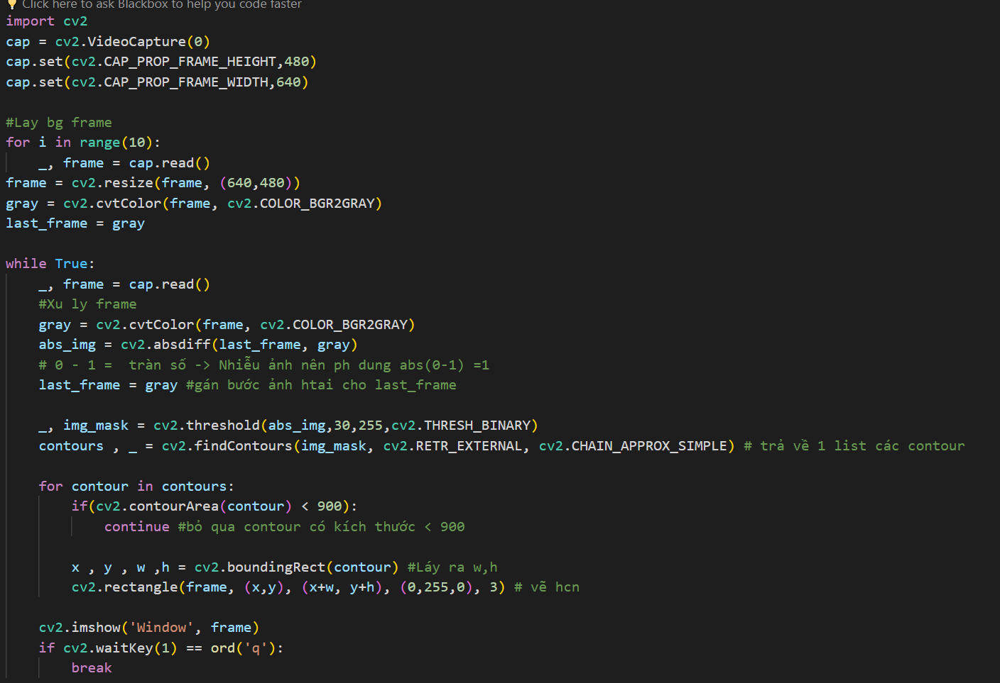 Click here to ask Blackbox to help you code faster
import cv2
cap = cv2.VideoCapture(0)
cap.set(cv2.CAP_PROP_FRAME_HEIGHT,480)
cap.set(cv2.CAP_PROP_FRAME_WIDTH,640)

#Lay bg frame
for i in range(10):
    _, frame = cap.read()
frame = cv2.resize(frame, (640,480))
gray = cv2.cvtColor(frame, cv2.COLOR_BGR2GRAY)
last_frame = gray

while True:
    _, frame = cap.read()
    #Xu ly frame
    gray = cv2.cvtColor(frame, cv2.COLOR_BGR2GRAY)
    abs_img = cv2.absdiff(last_frame, gray)
    # 0 - 1 =  tràn số -> Nhiễu ảnh nên ph dung abs(0-1) =1
    last_frame = gray #gán bước ảnh htai cho last_frame

    _, img_mask = cv2.threshold(abs_img,30,255,cv2.THRESH_BINARY)
    contours , _ = cv2.findContours(img_mask, cv2.RETR_EXTERNAL, cv2.CHAIN_APPROX_SIMPLE) # trả về 1 list các contour

    for contour in contours:
        if(cv2.contourArea(contour) < 900):
            continue #bỏ qua contour có kích thước < 900

        x , y , w ,h = cv2.boundingRect(contour) #Láy ra w,h
        cv2.rectangle(frame, (x,y), (x+w, y+h), (0,255,0), 3) # vẽ hcn

    cv2.imshow('Window', frame)
    if cv2.waitKey(1) == ord('q'):
        break